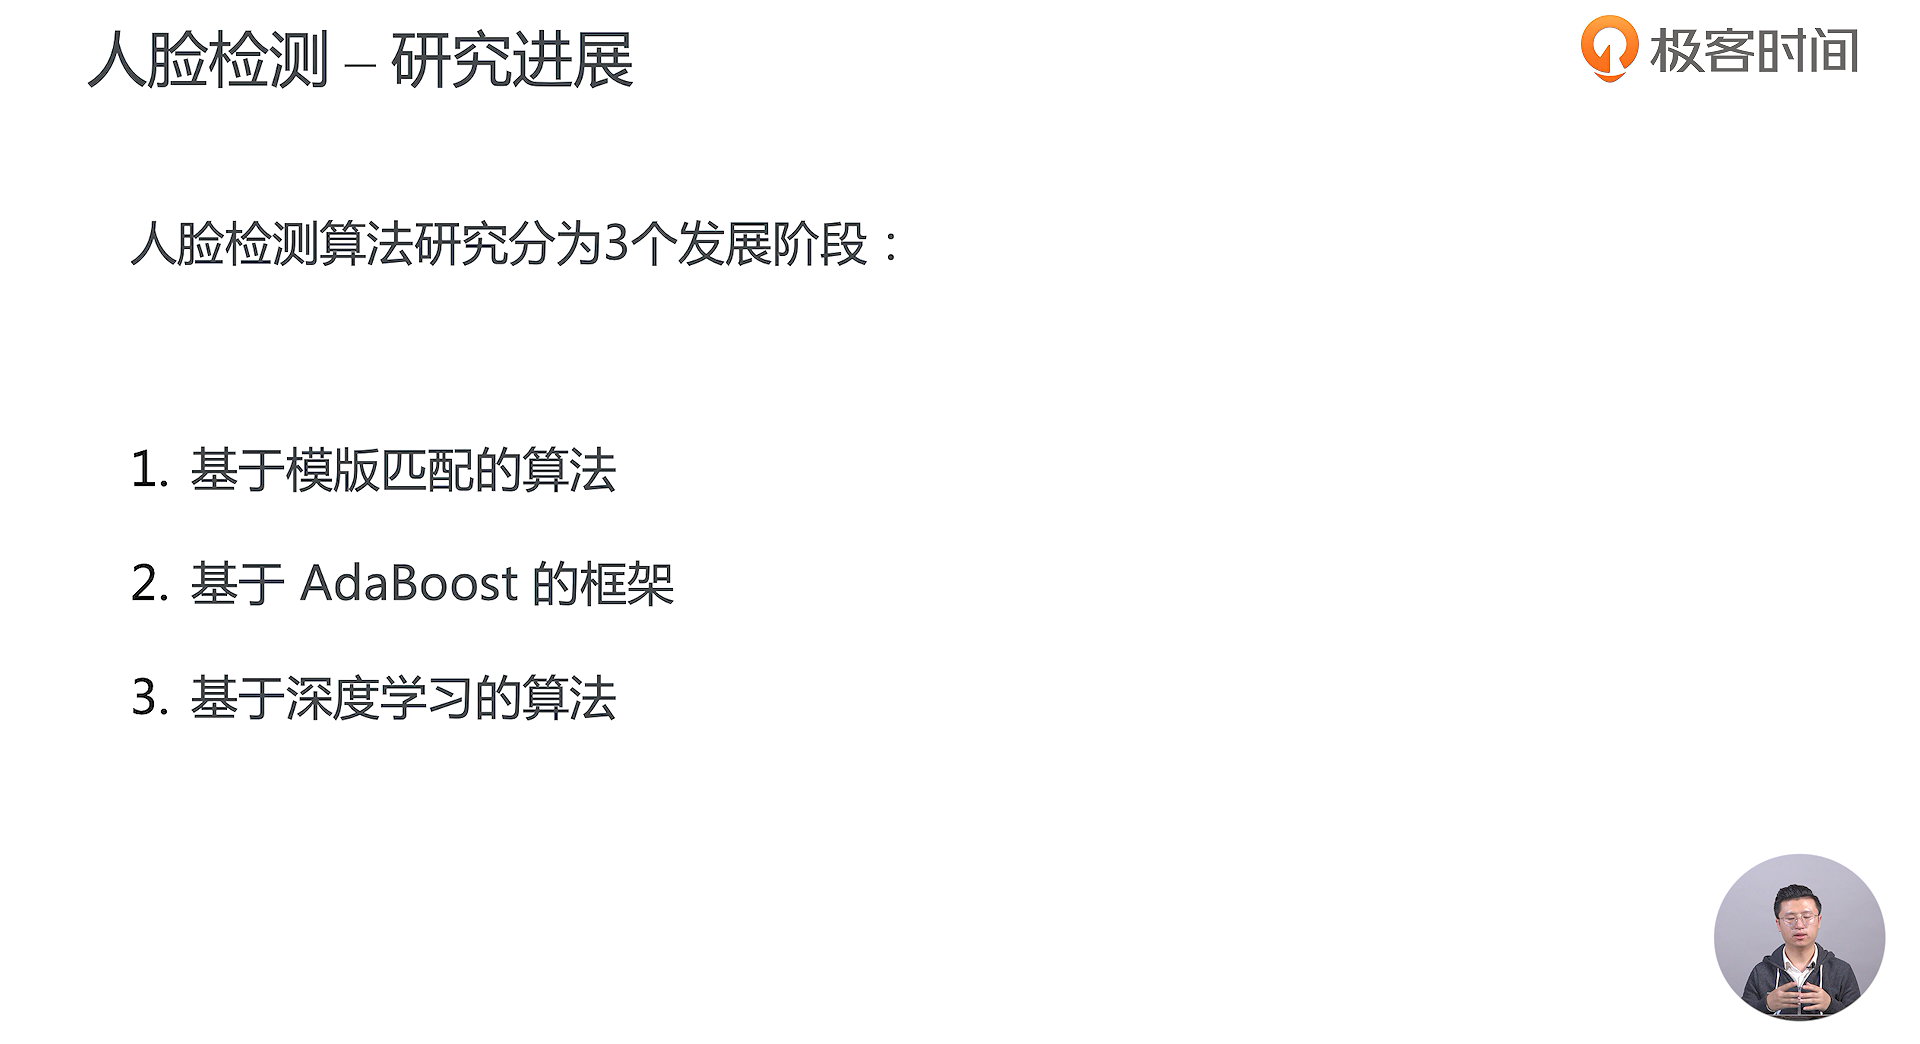 人脸检测 – 研究进展
极客时间
人脸检测算法研究分为3个发展阶段：
1. 基于模版匹配的算法
2. 基于 AdaBoost 的框架
3. 基于深度学习的算法